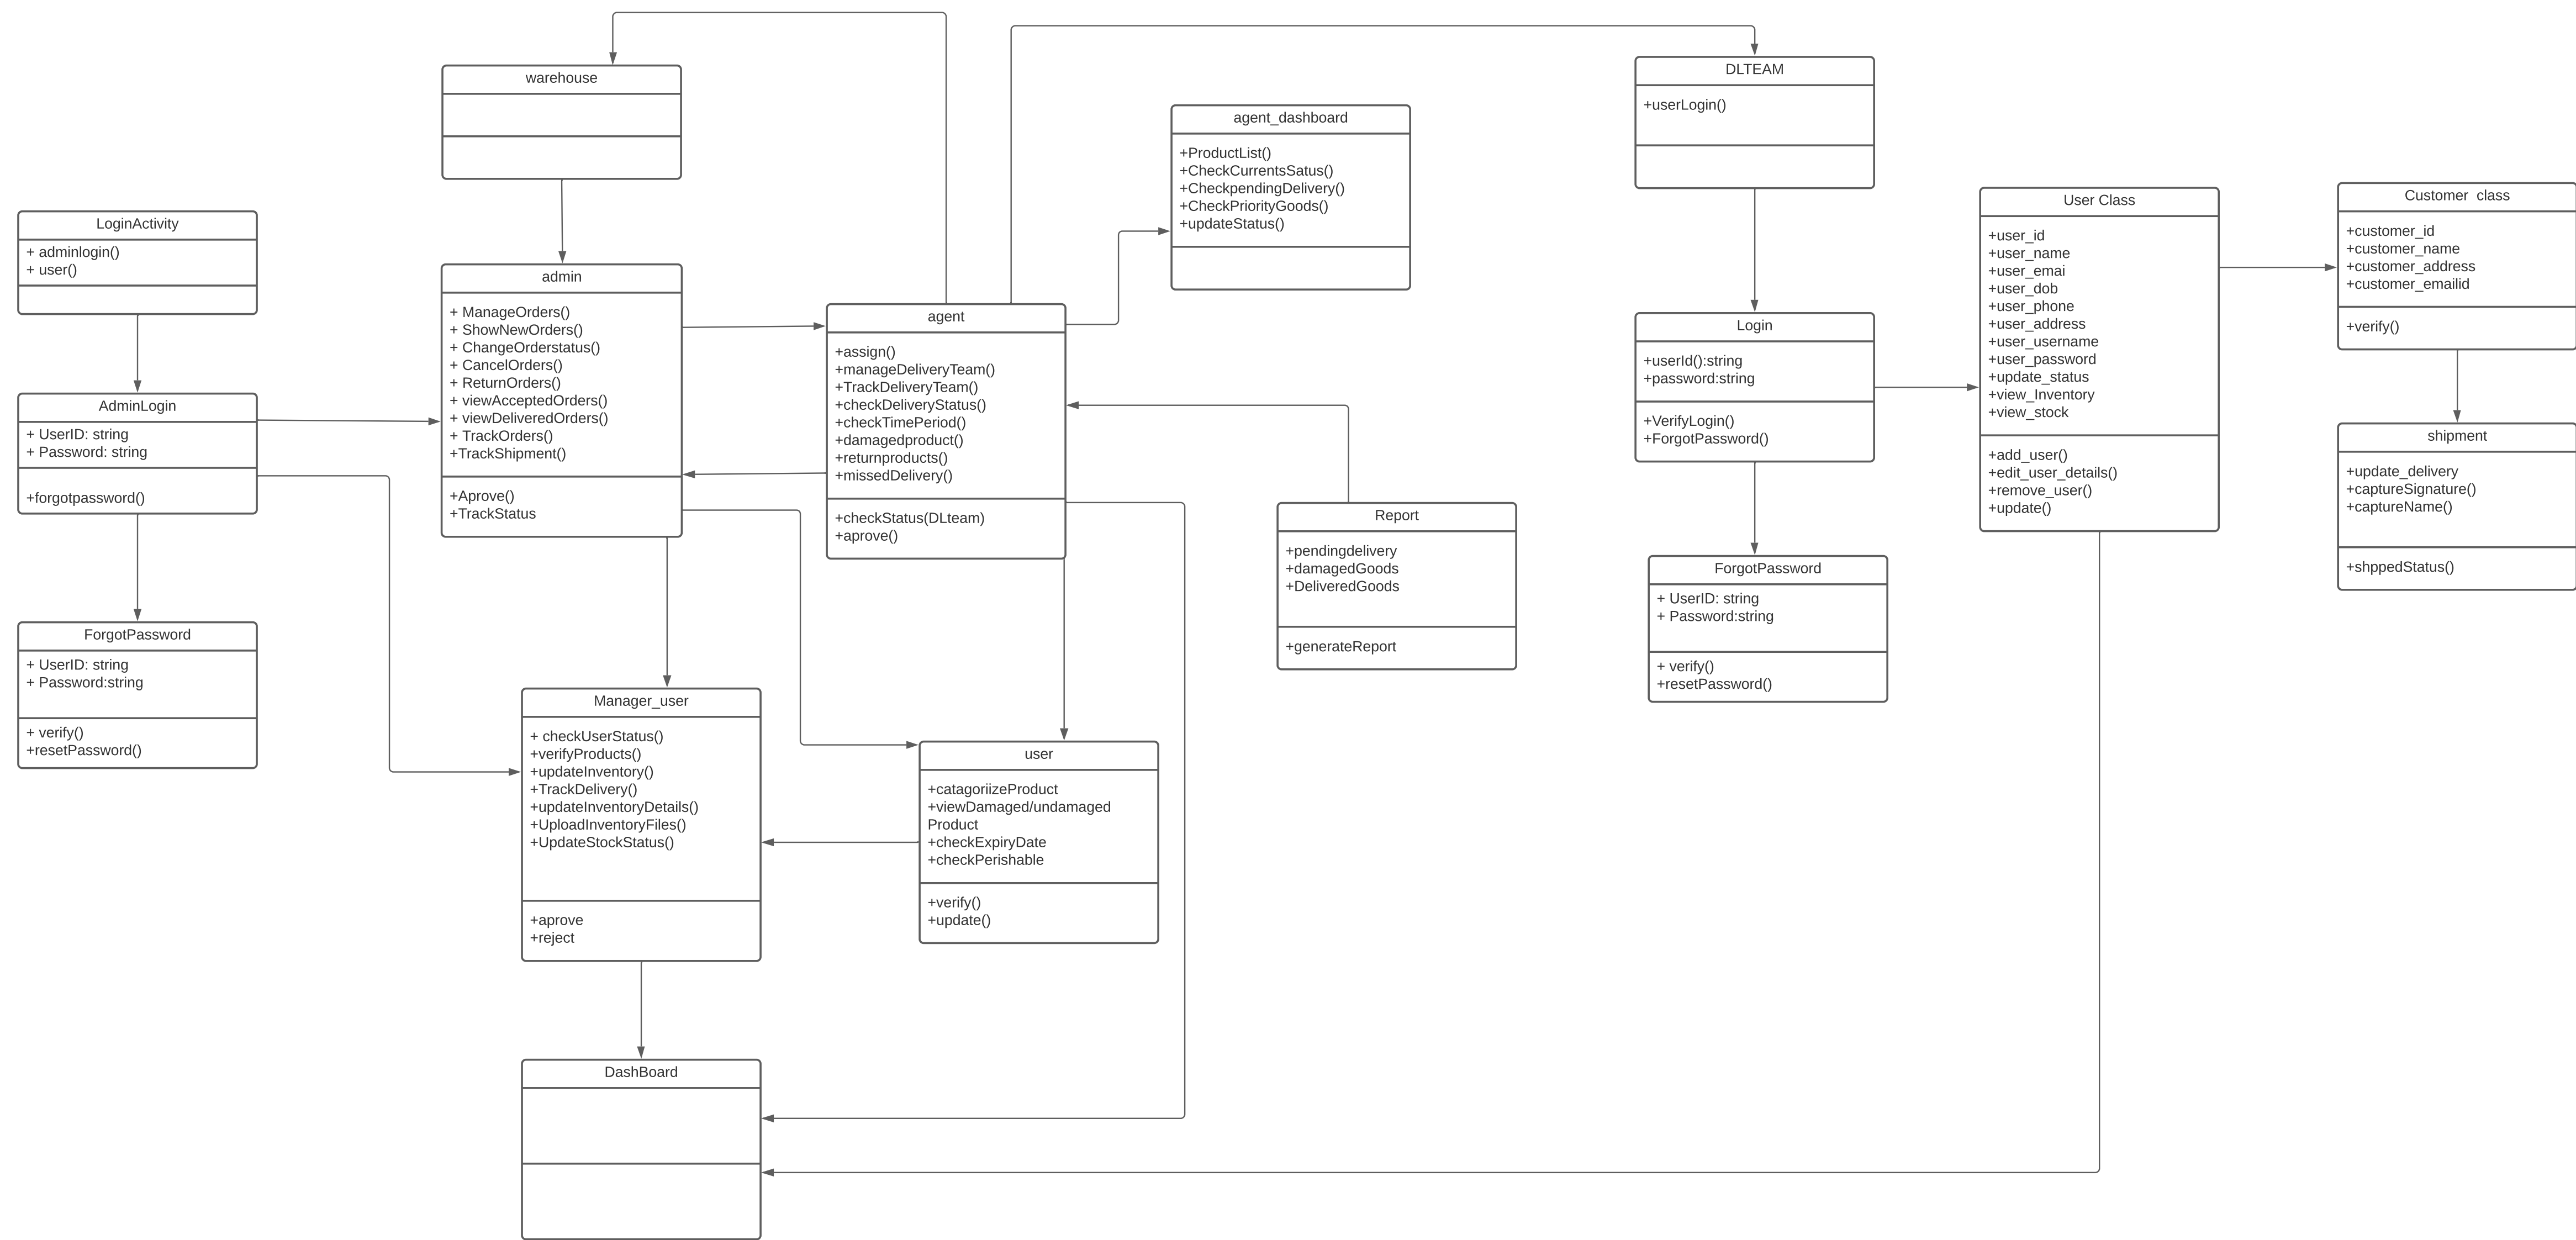 warehouse
DLTEAM
+userLogin()
agent_dashboard
+ProductList()
+CheckCurrentsSatus()
+CheckpendingDelivery()
+CheckPriorityGoods()
+updateStatus()
LoginActivity
+ adminlogin()
+ user()
admin
+ ManageOrders()
+ ShowNewOrders()
+ ChangeOrderstatus()
+ CancelOrders()
+ ReturnOrders()
+ viewAcceptedOrders()
+ viewDeliveredOrders()
+ TrackOrders()
+TrackShipment()
+Aprove()
+TrackStatus
agent
+assign()
+manageDeliveryTeam()
+TrackDeliveryTeam()
+checkDeliveryStatus()
+checkTimePeriod()
+damagedproduct()
+returnproducts()
+missedDelivery()
+checkStatus(DLteam)
+aprove()
Login
+userId():string
+password:string
+VerifyLogin()
+ForgotPassword()
User Class
+user_id
+user_name
+user_emai
+user_dob
+user_phone
+user_address
+user_username
+user_password
+update_status
+view_Inventory
+view_stock
+add_user()
+edit_user_details()
+remove_user()
+update()
Customer  class
+customer_id
+customer_name
+customer_address
+customer_emailid
+verify()
AdminLogin
+ UserID: string
+ Password: string
+forgotpassword()
shipment
+update_delivery
+captureSignature()
+captureName()
+shppedStatus()
Report
+pendingdelivery
+damagedGoods
+DeliveredGoods
+generateReport
ForgotPassword
+ UserID: string
+ Password:string
+ verify()
+resetPassword()
ForgotPassword
+ UserID: string
+ Password:string
+ verify()
+resetPassword()
Manager_user
+ checkUserStatus()
+verifyProducts()
+updateInventory()
+TrackDelivery()
+updateInventoryDetails()
+UploadInventoryFiles()
+UpdateStockStatus()
+aprove
+reject
user
+catagoriizeProduct
+viewDamaged/undamaged
Product
+checkExpiryDate
+checkPerishable
+verify()
+update()
DashBoard